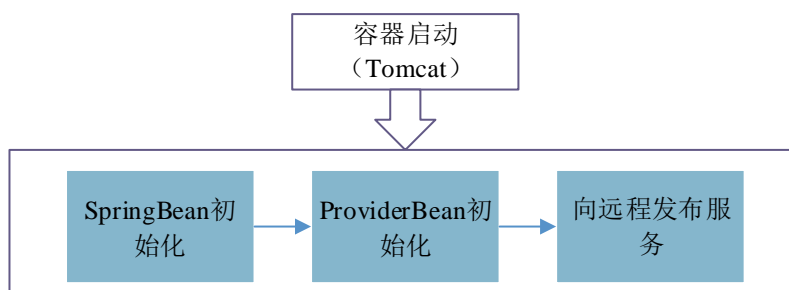 容器启动
（Tomcat）
SpringBean初
始化
ProviderBean初
始化
向远程发布服
务